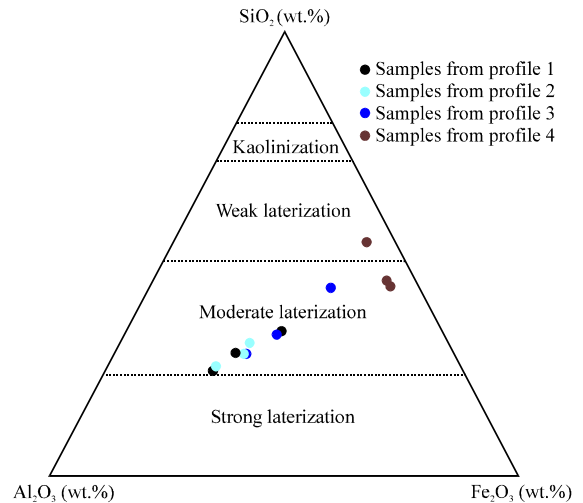 SiO₂ (wt.%)
Samples from profile 1
Samples from profile 2
Samples from profile 3
Samples from profile 4
Kaolinization
Weak laterization
Moderate laterization
Strong laterization
Al₂O₃ (wt.%) Fe₂O₃ (wt.%)